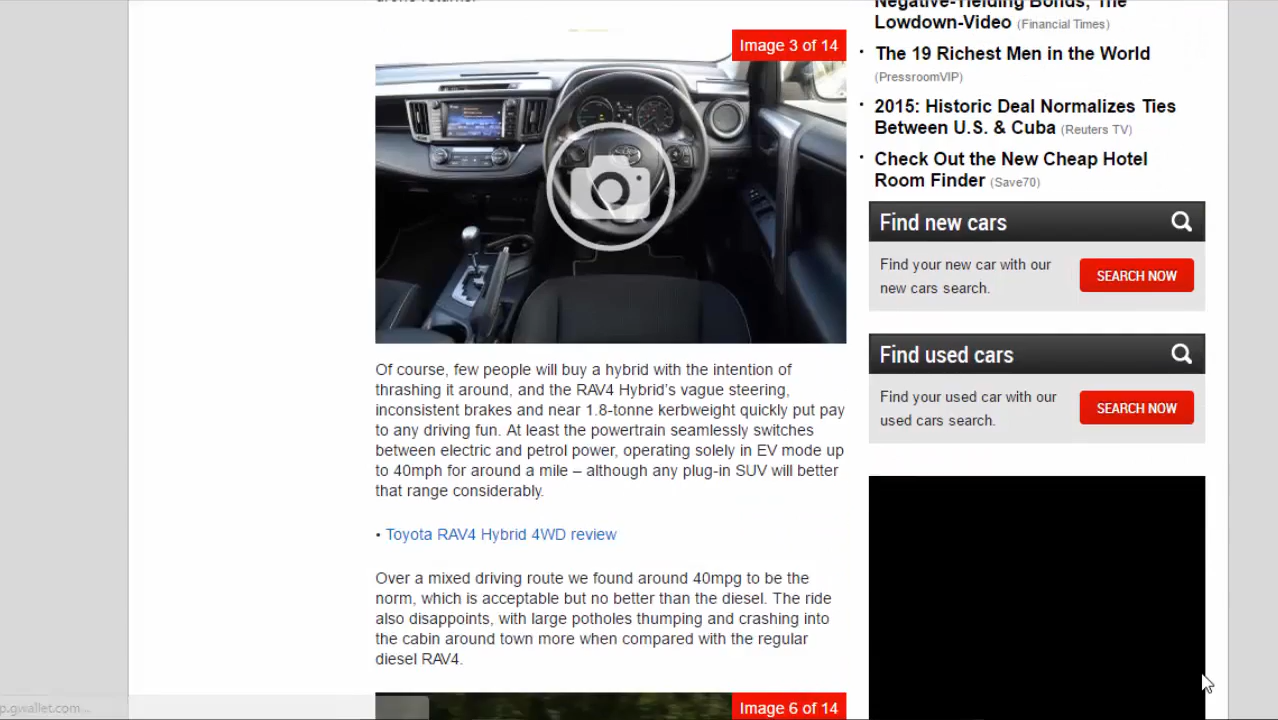 Negative-Yielding Bonds, The
Lowdown-Video (Financial Times)
Image 3 of 14
The 19 Richest Men in the World
(PressroomVIP)
2015: Historic Deal Normalizes Ties
Between U.S. & Cuba (Reuters TV)
Check Out the New Cheap Hotel
Room Finder (Save70)
Find new cars
Find your new car with our
new cars search.
SEARCH NOW
Find used cars
Find your used car with our
used cars search.
SEARCH NOW
Of course, few people will buy a hybrid with the intention of
thrashing it around, and the RAV4 Hybrid’s vague steering,
inconsistent brakes and near 1.8-tonne kerbweight quickly put pay
to any driving fun. At least the powertrain seamlessly switches
between electric and petrol power, operating solely in EV mode up
to 40mph for around a mile – although any plug-in SUV will better
that range considerably.
• Toyota RAV4 Hybrid 4WD review
Over a mixed driving route we found around 40mpg to be the
norm, which is acceptable but no better than the diesel. The ride
also disappoints, with large potholes thumping and crashing into
the cabin around town more when compared with the regular
diesel RAV4.
Image 6 of 14
p.gwallet.com...